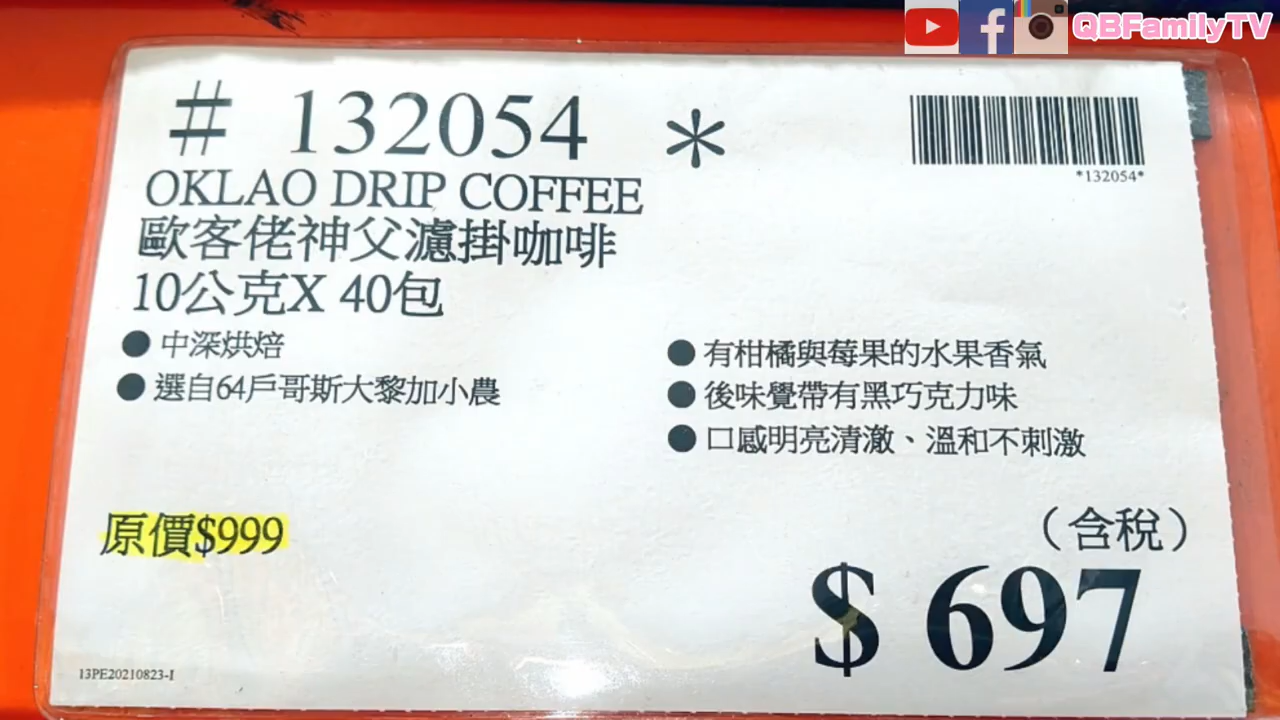 QBFamilyTV
# 132054 *
*132054*
OKLAO DRIP COFFEE
歐客佬神父濾掛咖啡
10公克X 40包
● 中深烘焙
● 選自64戶哥斯大黎加小農
● 有柑橘與莓果的水果香氣
● 後味覺帶有黑巧克力味
● 口感明亮清澈、溫和不刺激
原價$999
（含稅）
$ 697
13PE20210823-I